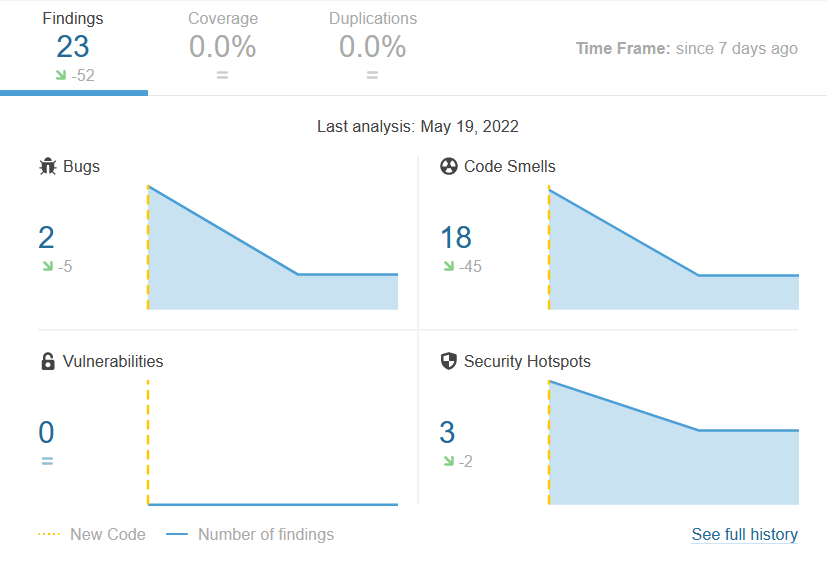 Findings Coverage Duplications
23 0.0% 0.0%
-52 = =
Time Frame: since 7 days ago
Last analysis: May 19, 2022
Bugs
2
-5
Code Smells
18
-45
Vulnerabilities
0
=
Security Hotspots
3
-2
New Code Number of findings
See full history